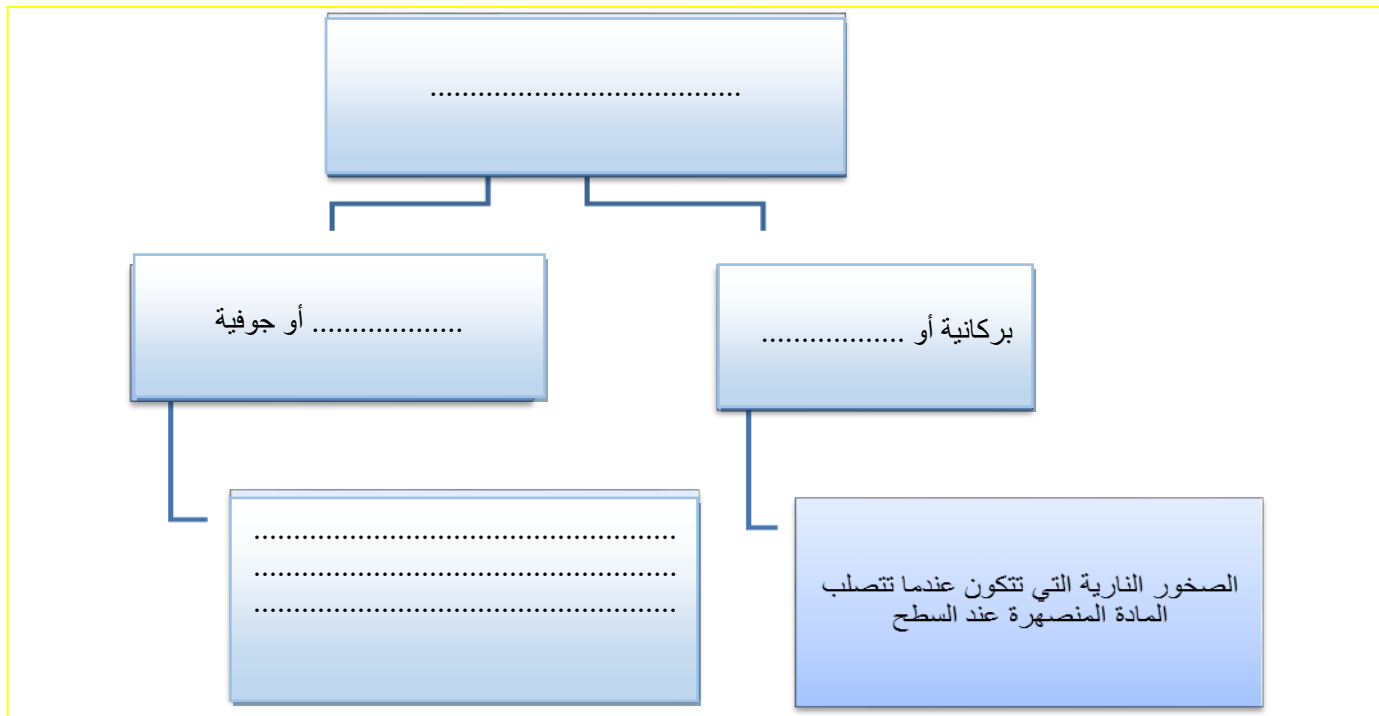 .......................................
بركانية أو ..................
................... أو جوفية
الصخور النارية التي تتكون عندما تتصلب
المادة المنصهرة عند السطح
.....................................................
.....................................................
.....................................................